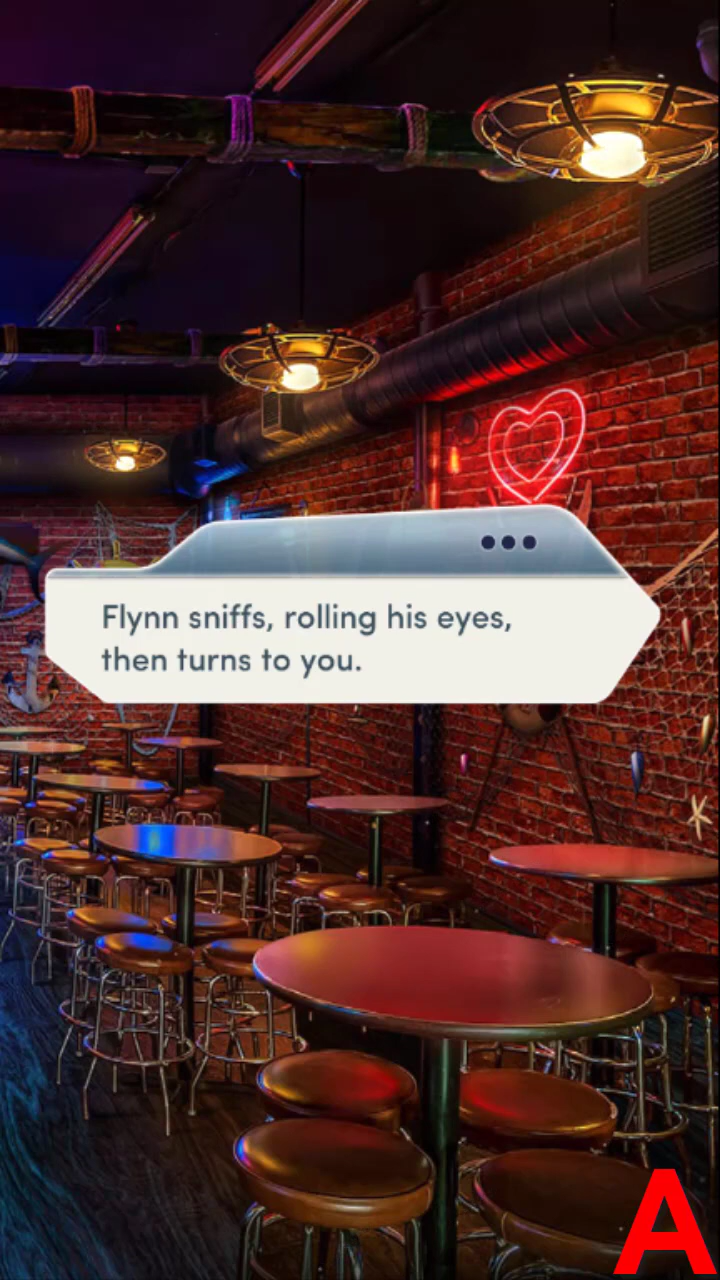 Flynn sniffs, rolling his eyes,
then turns to you.
A